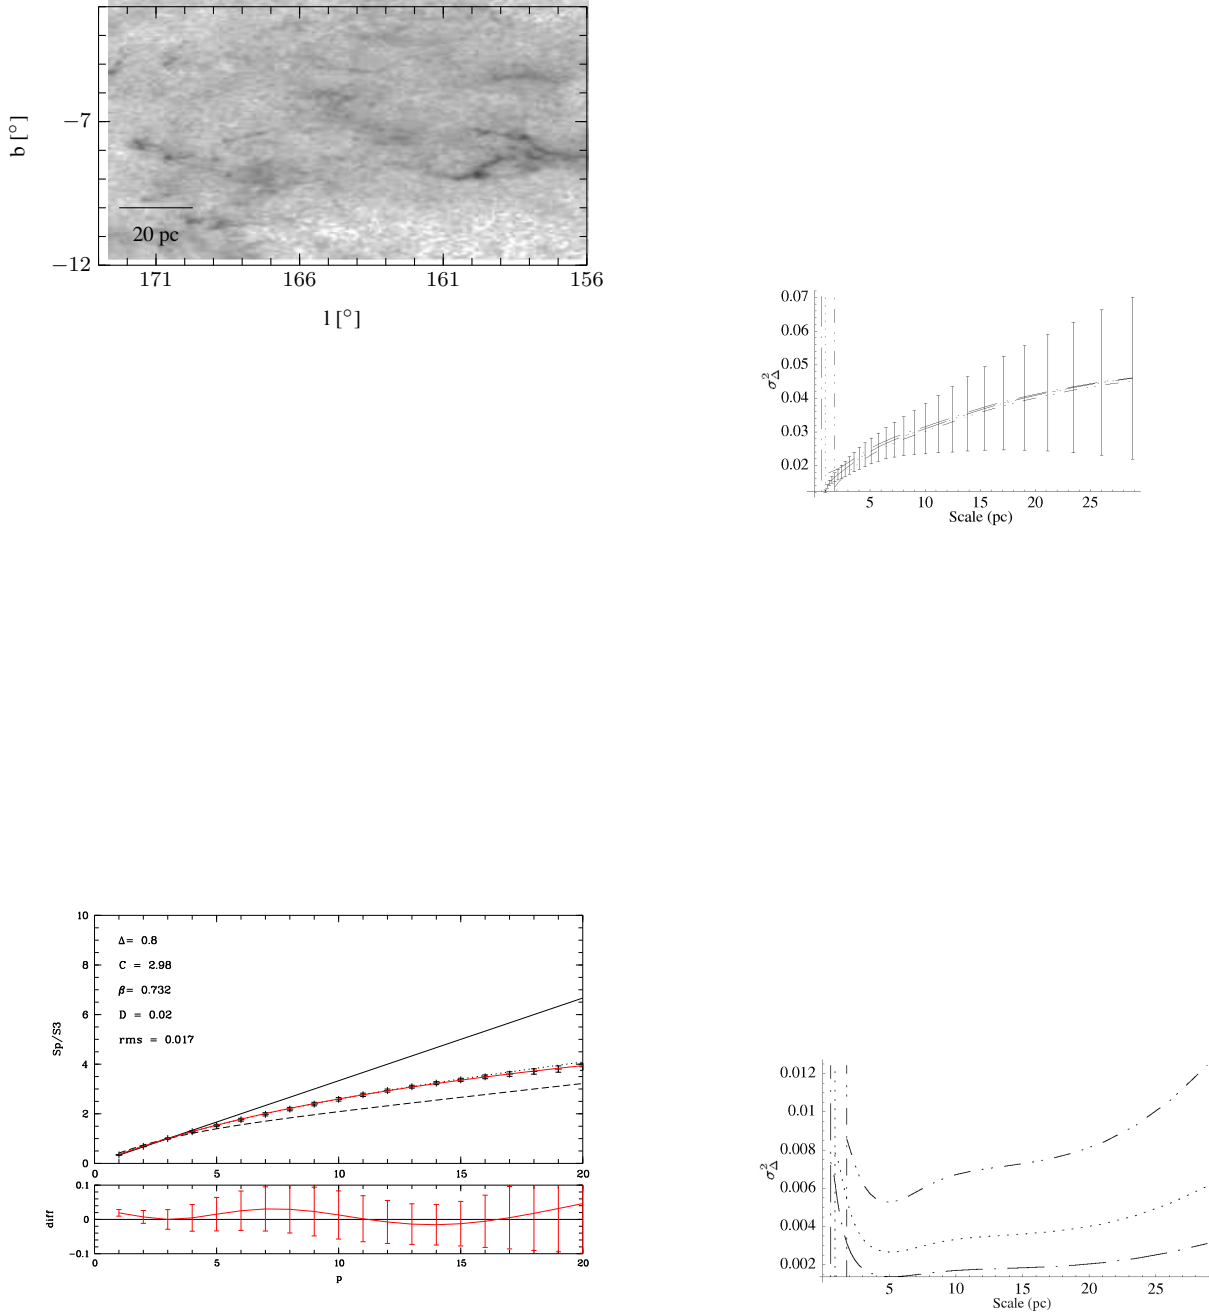 b [°]
−7
−12
20 pc
171 166 161 156
l [°]
0.07
0.06
0.05
0.04
0.03
0.02
σ²Δ
5 10 15 20 25
Scale (pc)
10
8
6
4
2
0
Sp/S3
Δ= 0.8
C = 2.98
β= 0.732
D = 0.02
rms = 0.017
0 5 10 15 20
0.1
0
−0.1
diff
0 5 10 15 20
P
0.012
0.01
0.008
0.006
0.004
0.002
σ²Δ
5 10 15 20 25
Scale (pc)